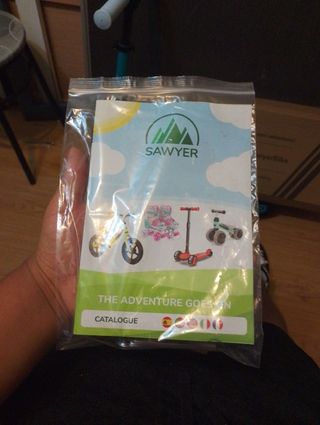 SAWYER
THE ADVENTURE GOES ON
CATALOGUE